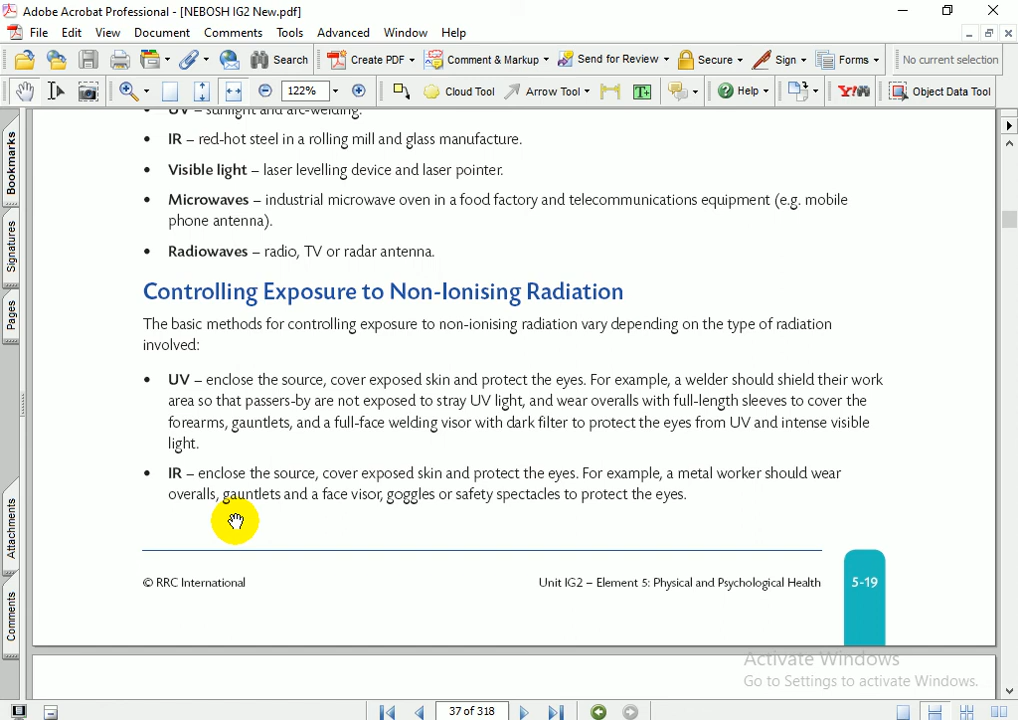 Adobe Acrobat Professional - [NEBOSH IG2 New.pdf]
File Edit View Document Comments Tools Advanced Window Help
Search Create PDF Comment & Markup Send for Review Secure Sign Forms No current selection
122% Cloud Tool Arrow Tool Help Y! Object Data Tool
Bookmarks
Signatures
Pages
Attachments
Comments
• UV – sunlight and arc-welding.
• IR – red-hot steel in a rolling mill and glass manufacture.
• Visible light – laser levelling device and laser pointer.
• Microwaves – industrial microwave oven in a food factory and telecommunications equipment (e.g. mobile
phone antenna).
• Radiowaves – radio, TV or radar antenna.
Controlling Exposure to Non-Ionising Radiation
The basic methods for controlling exposure to non-ionising radiation vary depending on the type of radiation
involved:
• UV – enclose the source, cover exposed skin and protect the eyes. For example, a welder should shield their work
area so that passers-by are not exposed to stray UV light, and wear overalls with full-length sleeves to cover the
forearms, gauntlets, and a full-face welding visor with dark filter to protect the eyes from UV and intense visible
light.
• IR – enclose the source, cover exposed skin and protect the eyes. For example, a metal worker should wear
overalls, gauntlets and a face visor, goggles or safety spectacles to protect the eyes.
© RRC International Unit IG2 – Element 5: Physical and Psychological Health 5-19
Activate Windows
Go to Settings to activate Windows.
37 of 318